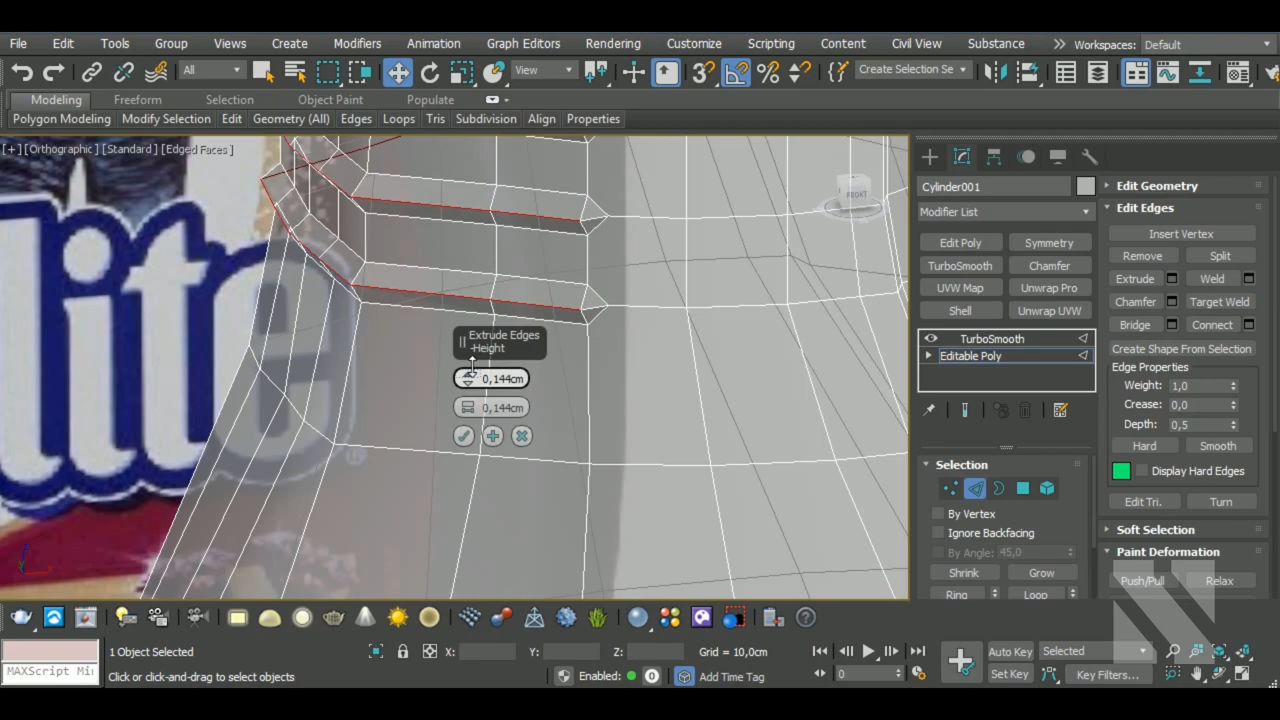 File Edit Tools Group Views Create Modifiers Animation Graph Editors Rendering Customize Scripting Content Civil View Substance Workspaces: Default
All View 3 Create Selection Se
Modeling Freeform Selection Object Paint Populate
Polygon Modeling Modify Selection Edit Geometry (All) Edges Loops Tris Subdivision Align Properties
[+] [Orthographic] [Standard] [Edged Faces]
FRONT
lita
®
Extrude Edges
-Height
0,144cm
0,144cm
Cylinder001
Modifier List
Edit Poly Symmetry
TurboSmooth Chamfer
UVW Map Unwrap Pro
Shell Unwrap UVW
TurboSmooth
Editable Poly
Selection
By Vertex
Ignore Backfacing
By Angle: 45,0
Shrink Grow
Ring Loop
Edit Geometry
Edit Edges
Insert Vertex
Remove Split
Extrude Weld
Chamfer Target Weld
Bridge Connect
Create Shape From Selection
Edge Properties
Weight: 1,0
Crease: 0,0
Depth: 0,5
Hard Smooth
Display Hard Edges
Edit Tri. Turn
Soft Selection
Paint Deformation
Push/Pull Relax
MAXScript Mi
1 Object Selected
X: Y: Z: Grid = 10,0cm
Click or click-and-drag to select objects
Enabled: 0 Add Time Tag
0
Auto Key Selected
Set Key Key Filters...